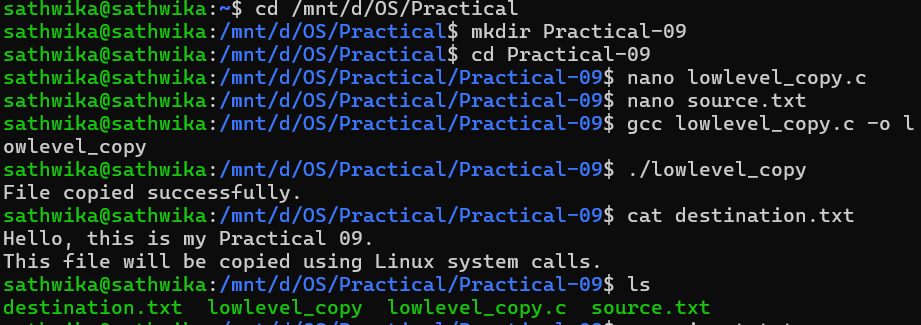 sathwika@sathwika:~$ cd /mnt/d/OS/Practical
sathwika@sathwika:/mnt/d/OS/Practical$ mkdir Practical-09
sathwika@sathwika:/mnt/d/OS/Practical$ cd Practical-09
sathwika@sathwika:/mnt/d/OS/Practical/Practical-09$ nano lowlevel_copy.c
sathwika@sathwika:/mnt/d/OS/Practical/Practical-09$ nano source.txt
sathwika@sathwika:/mnt/d/OS/Practical/Practical-09$ gcc lowlevel_copy.c -o l
owlevel_copy
sathwika@sathwika:/mnt/d/OS/Practical/Practical-09$ ./lowlevel_copy
File copied successfully.
sathwika@sathwika:/mnt/d/OS/Practical/Practical-09$ cat destination.txt
Hello, this is my Practical 09.
This file will be copied using Linux system calls.
sathwika@sathwika:/mnt/d/OS/Practical/Practical-09$ ls
destination.txt  lowlevel_copy  lowlevel_copy.c  source.txt